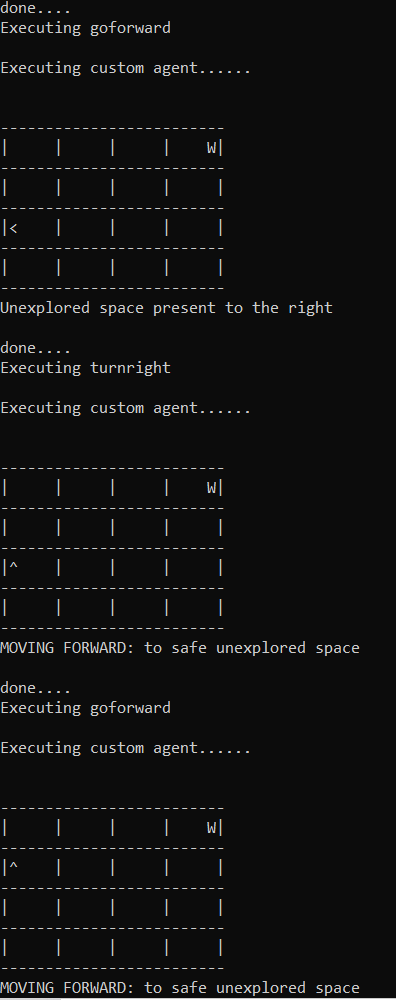 done....
Executing goforward
Executing custom agent......
-------------------------
|     |     |     |    W|
-------------------------
|     |     |     |     |
-------------------------
|<    |     |     |     |
-------------------------
|     |     |     |     |
-------------------------
Unexplored space present to the right
done....
Executing turnright
Executing custom agent......
-------------------------
|     |     |     |    W|
-------------------------
|     |     |     |     |
-------------------------
|^    |     |     |     |
-------------------------
|     |     |     |     |
-------------------------
MOVING FORWARD: to safe unexplored space
done....
Executing goforward
Executing custom agent......
-------------------------
|     |     |     |    W|
-------------------------
|^    |     |     |     |
-------------------------
|     |     |     |     |
-------------------------
|     |     |     |     |
-------------------------
MOVING FORWARD: to safe unexplored space